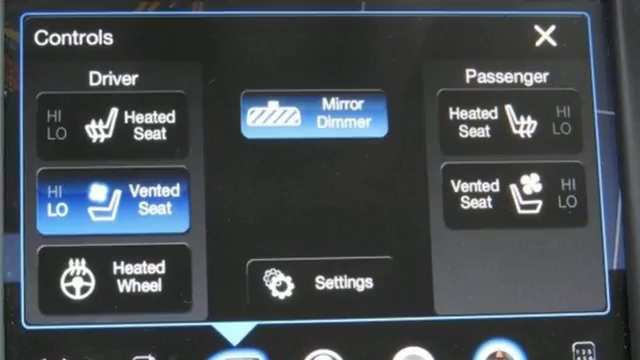 Controls
Driver
Passenger
HI
LO
Heated
Seat
Mirror
Dimmer
Heated
Seat
HI
LO
HI
LO
Vented
Seat
Vented
Seat
HI
LO
Heated
Wheel
Settings